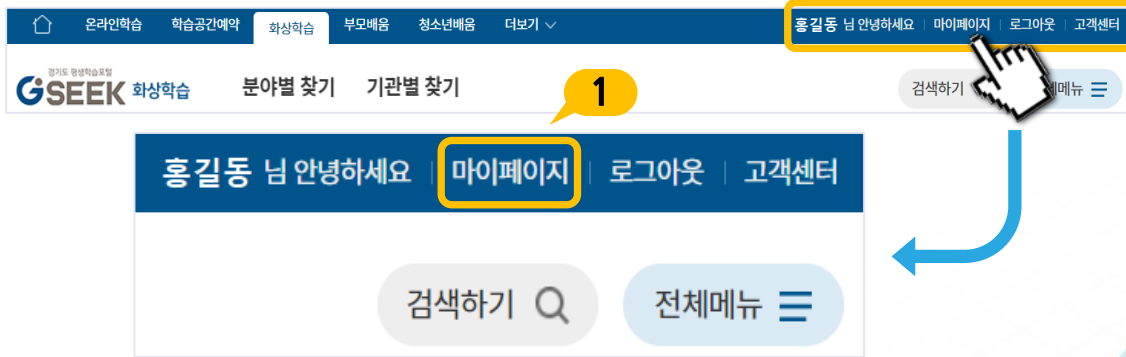 온라인학습 학습공간예약 화상학습 부모배움 청소년배움 더보기
홍길동 님 안녕하세요 마이페이지 로그아웃 고객센터
경기도 평생학습포털
GSEEK 화상학습 분야별 찾기 기관별 찾기
검색하기 메뉴
1
홍길동 님 안녕하세요 마이페이지 로그아웃 고객센터
검색하기 전체메뉴